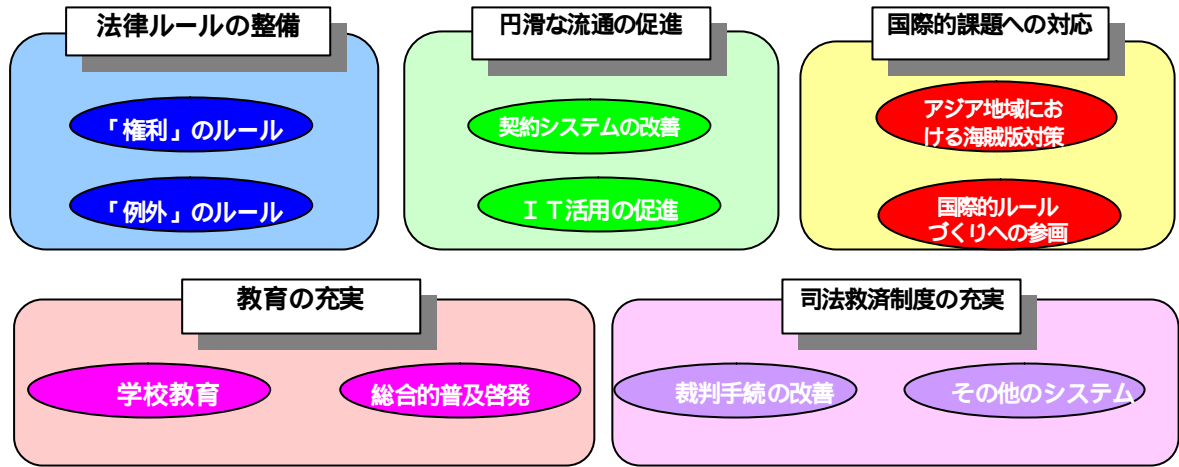 法律ルールの整備
「権利」のルール
「例外」のルール
円滑な流通の促進
契約システムの改善
ＩＴ活用の促進
国際的課題への対応
アジア地域にお
ける海賊版対策
国際的ルール
づくりへの参画
教育の充実
学校教育
総合的普及啓発
司法救済制度の充実
裁判手続の改善
その他のシステム